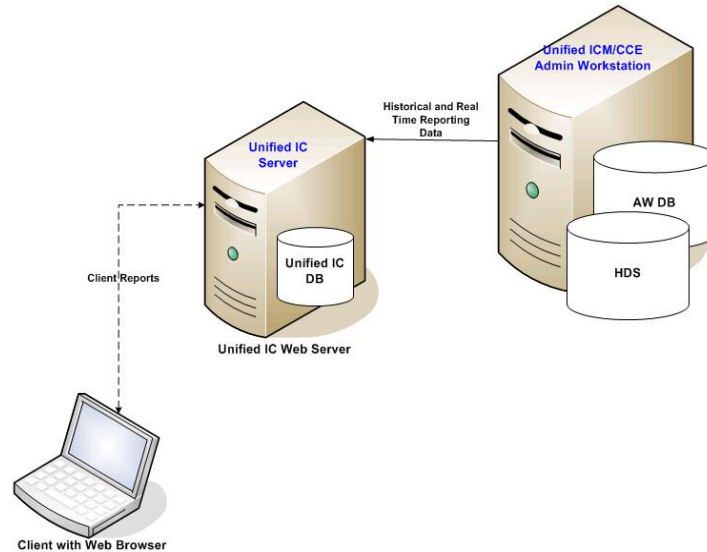 Unified ICM/CCE
Admin Workstation
Historical and Real
Time Reporting
Data
Unified IC
Server
AW DB
Unified IC
DB
HDS
Client Reports
Unified IC Web Server
Client with Web Browser